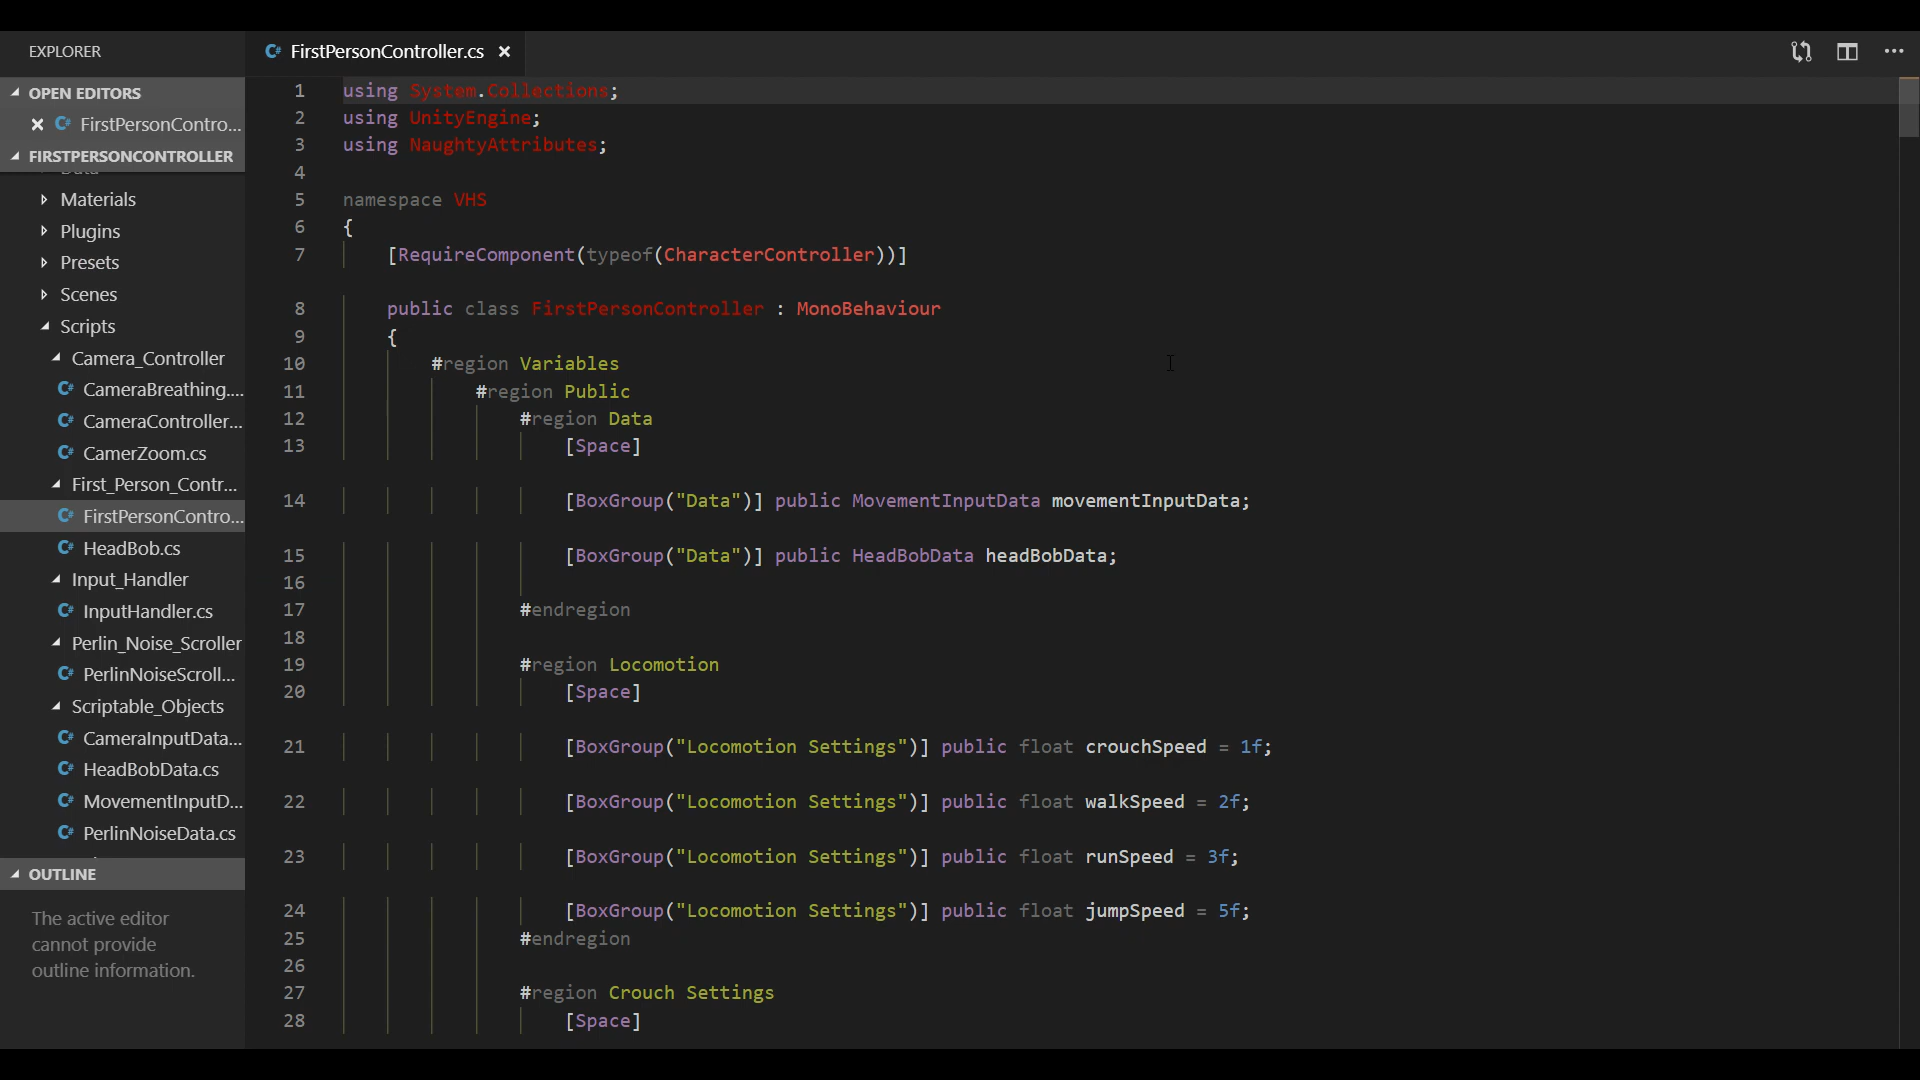 EXPLORER
OPEN EDITORS
FirstPersonContro...
FIRSTPERSONCONTROLLER
Data
Materials
Plugins
Presets
Scenes
Scripts
Camera_Controller
CameraBreathing....
CameraController...
CamerZoom.cs
First_Person_Contr...
FirstPersonContro...
HeadBob.cs
Input_Handler
InputHandler.cs
Perlin_Noise_Scroller
PerlinNoiseScroll...
Scriptable_Objects
CameraInputData...
HeadBobData.cs
MovementInputD...
PerlinNoiseData.cs
OUTLINE
The active editor
cannot provide
outline information.
C# FirstPersonController.cs ×
1 using System.Collections;
2 using UnityEngine;
3 using NaughtyAttributes;
4
5 namespace VHS
6 {
7 [RequireComponent(typeof(CharacterController))]
8 public class FirstPersonController : MonoBehaviour
9 {
10 #region Variables
11 #region Public
12 #region Data
13 [Space]
14 [BoxGroup("Data")] public MovementInputData movementInputData;
15 [BoxGroup("Data")] public HeadBobData headBobData;
16
17 #endregion
18
19 #region Locomotion
20 [Space]
21 [BoxGroup("Locomotion Settings")] public float crouchSpeed = 1f;
22 [BoxGroup("Locomotion Settings")] public float walkSpeed = 2f;
23 [BoxGroup("Locomotion Settings")] public float runSpeed = 3f;
24 [BoxGroup("Locomotion Settings")] public float jumpSpeed = 5f;
25 #endregion
26
27 #region Crouch Settings
28 [Space]